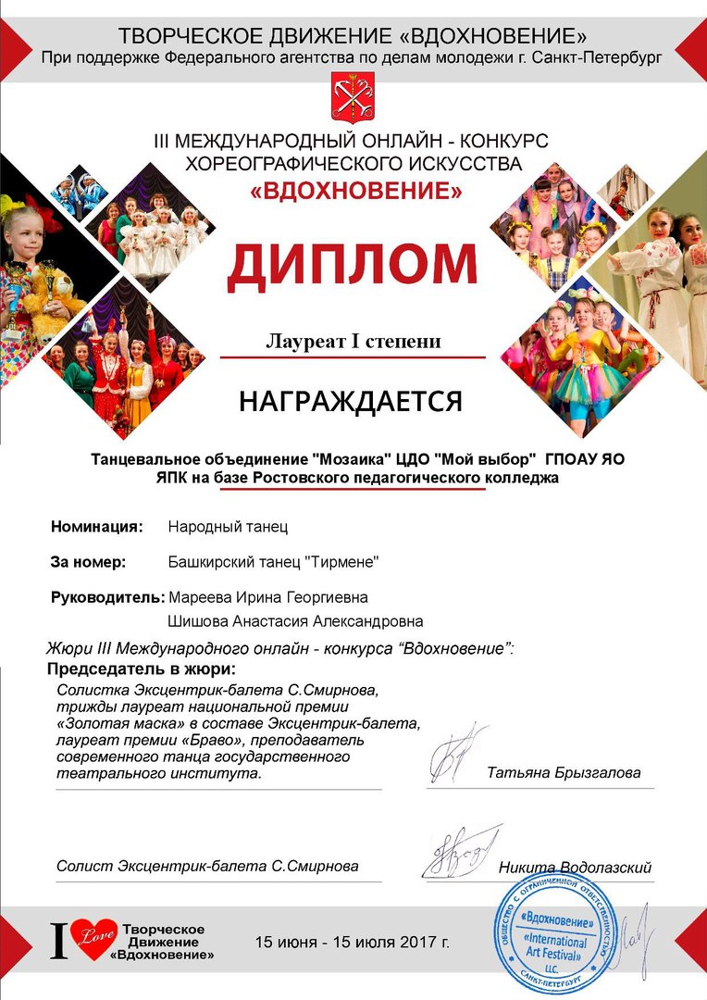 ТВОРЧЕСКОЕ ДВИЖЕНИЕ «ВДОХНОВЕНИЕ»
При поддержке Федерального агентства по делам молодежи г. Санкт-Петербург
III МЕЖДУНАРОДНЫЙ ОНЛАЙН - КОНКУРС
ХОРЕОГРАФИЧЕСКОГО ИСКУССТВА
«ВДОХНОВЕНИЕ»
ДИПЛОМ
Лауреат I степени
НАГРАЖДАЕТСЯ
Танцевальное объединение "Мозаика" ЦДО "Мой выбор" ГПОАУ ЯО
ЯПК на базе Ростовского педагогического колледжа
Номинация: Народный танец
За номер: Башкирский танец "Тирмене"
Руководитель: Мареева Ирина Георгиевна
Шишова Анастасия Александровна
Жюри III Международного онлайн - конкурса “Вдохновение”:
Председатель в жюри:
Солистка Эксцентрик-балета С.Смирнова,
трижды лауреат национальной премии
«Золотая маска» в составе Эксцентрик-балета,
лауреат премии «Браво», преподаватель
современного танца государственного
театрального института.
Татьяна Брызгалова
Солист Эксцентрик-балета С.Смирнова
Никита Водолазский
ОБЩЕСТВО С ОГРАНИЧЕННОЙ ОТВЕТСТВЕННОСТЬЮ
«Вдохновение»
«International
Art Festival»
LLC.
САНКТ-ПЕТЕРБУРГ
I Love
Творческое
Движение
«Вдохновение»
15 июня - 15 июля 2017 г.